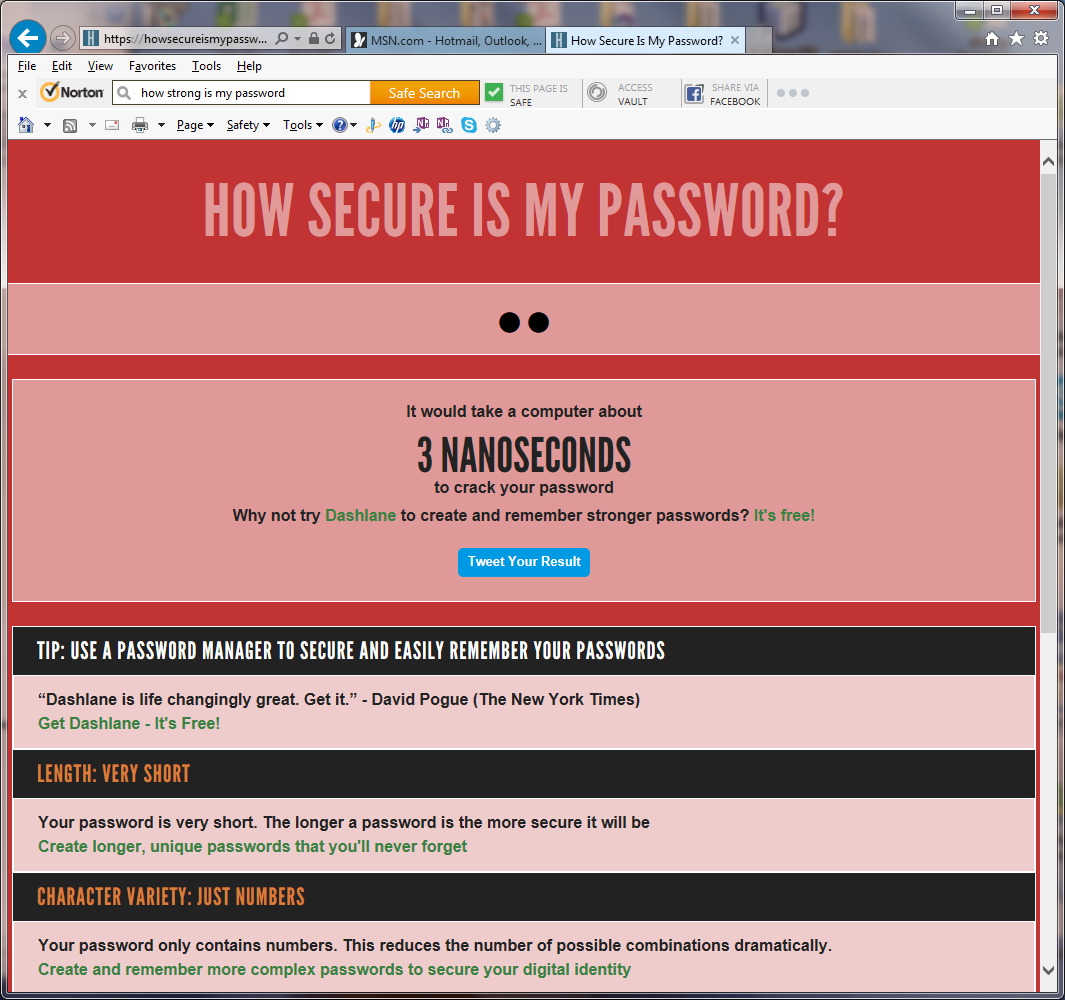 https://howsecureismypassw...
MSN.com - Hotmail, Outlook, ...
How Secure Is My Password?
File Edit View Favorites Tools Help
Norton
how strong is my password
Safe Search
THIS PAGE IS
SAFE
ACCESS
VAULT
SHARE VIA
FACEBOOK
Page Safety Tools
HOW SECURE IS MY PASSWORD?
It would take a computer about
3 NANOSECONDS
to crack your password
Why not try Dashlane to create and remember stronger passwords? It's free!
Tweet Your Result
TIP: USE A PASSWORD MANAGER TO SECURE AND EASILY REMEMBER YOUR PASSWORDS
“Dashlane is life changingly great. Get it.” - David Pogue (The New York Times)
Get Dashlane - It's Free!
LENGTH: VERY SHORT
Your password is very short. The longer a password is the more secure it will be
Create longer, unique passwords that you'll never forget
CHARACTER VARIETY: JUST NUMBERS
Your password only contains numbers. This reduces the number of possible combinations dramatically.
Create and remember more complex passwords to secure your digital identity